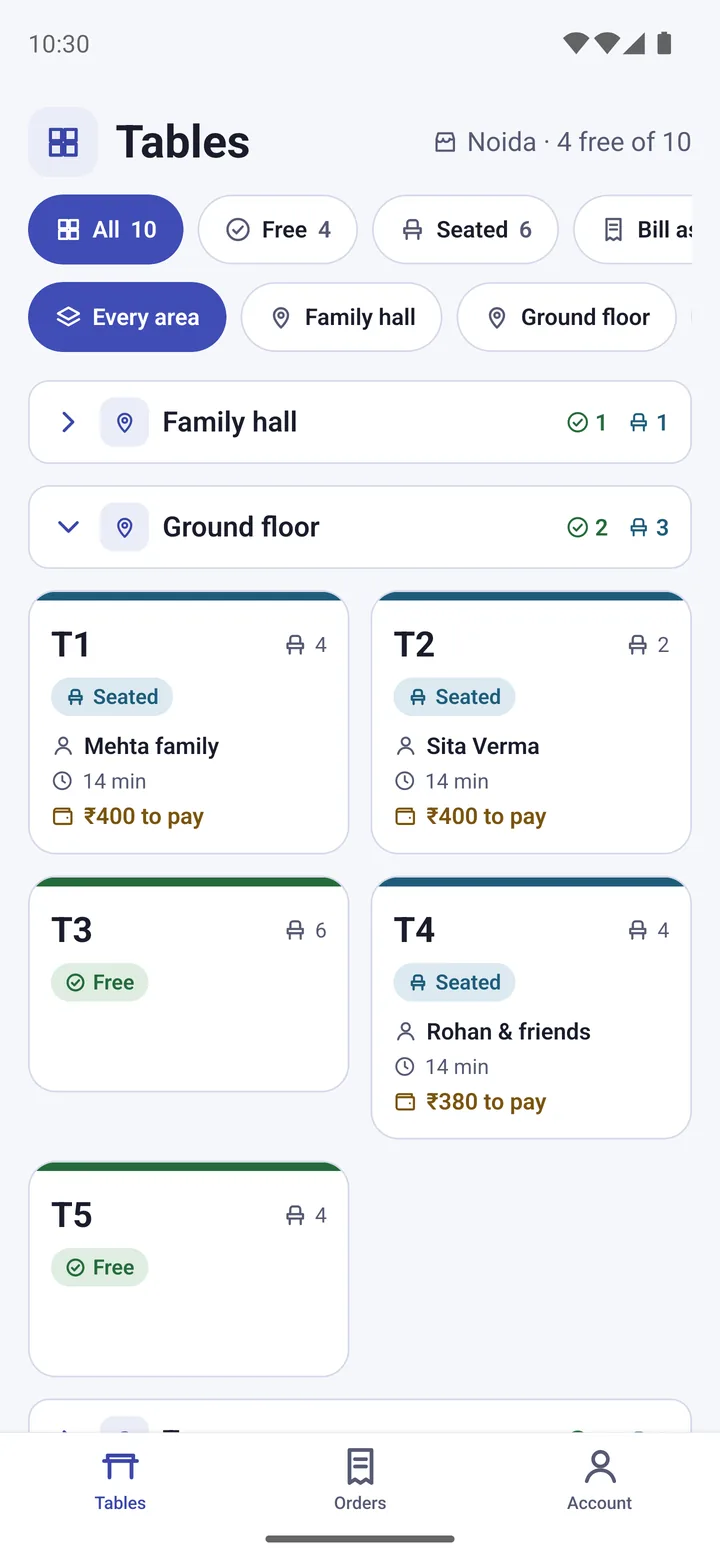 10:30
Tables
Noida · 4 free of 10
All 10
Free 4
Seated 6
Bill
Every area
Family hall
Ground floor
Family hall
1
1
Ground floor
2
3
T1
4
Seated
Mehta family
14 min
₹400 to pay
T2
2
Seated
Sita Verma
14 min
₹400 to pay
T3
6
Free
T4
4
Seated
Rohan & friends
14 min
₹380 to pay
T5
4
Free
Tables
Orders
Account